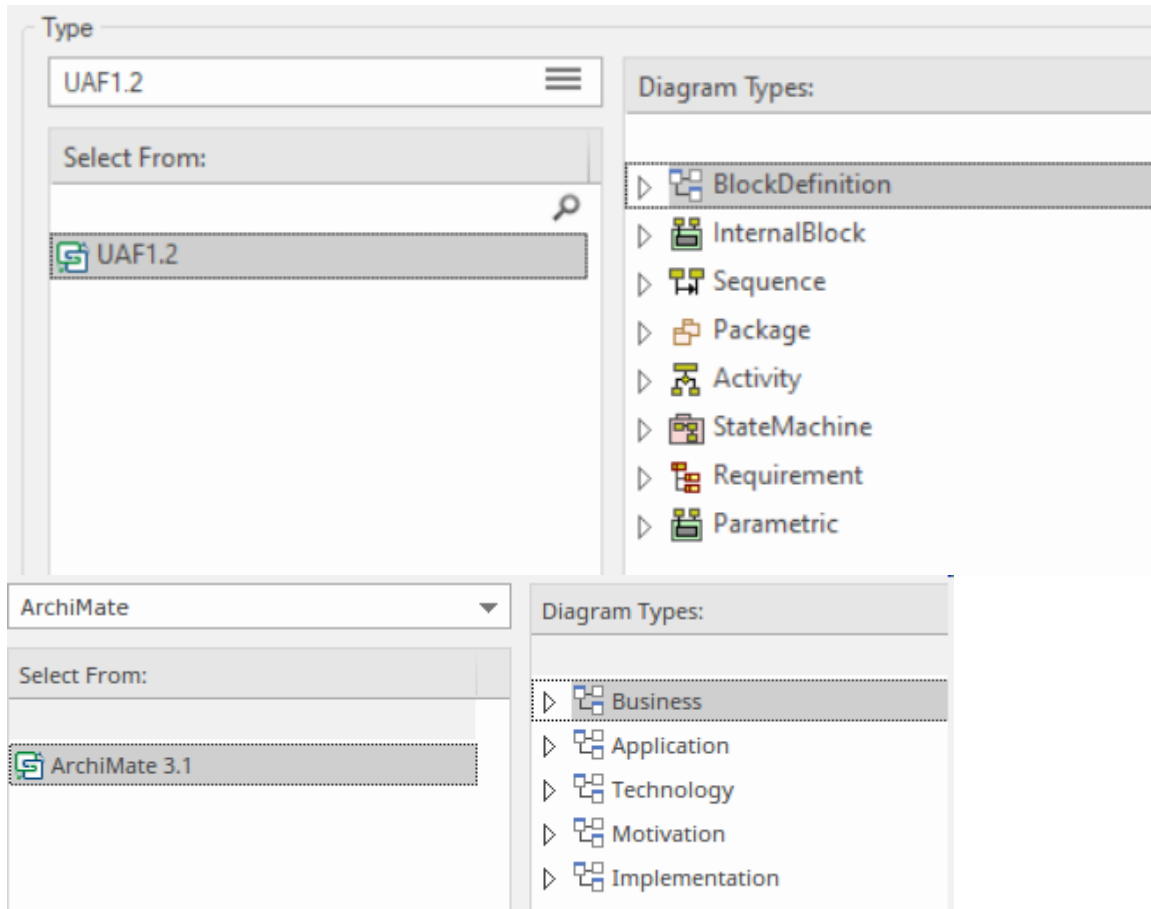 Type
UAF1.2
Select From:
UAF1.2
Diagram Types:
BlockDefinition
InternalBlock
Sequence
Package
Activity
StateMachine
Requirement
Parametric
ArchiMate
Select From:
ArchiMate 3.1
Diagram Types:
Business
Application
Technology
Motivation
Implementation